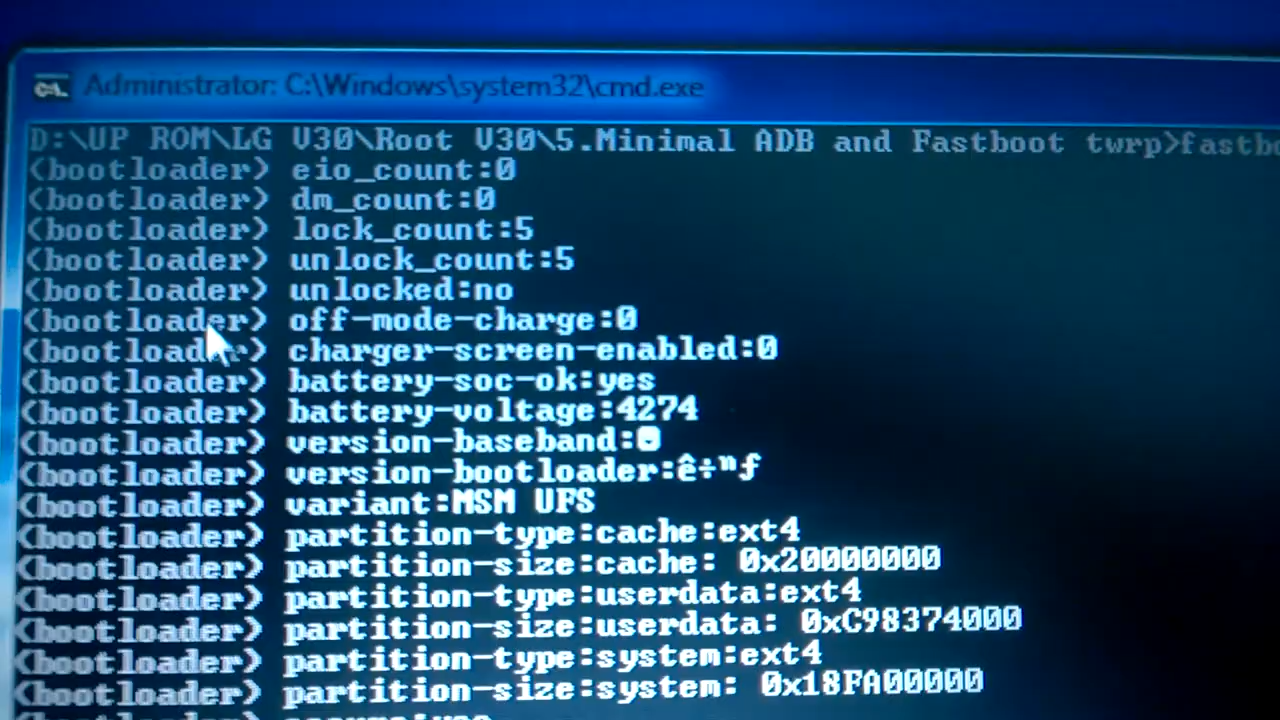 Administrator: C:\Windows\system32\cmd.exe
D:\UP ROM\LG V30\Root V30\5.Minimal ADB and Fastboot twrp>fastb
(bootloader) eio_count:0
(bootloader) dm_count:0
(bootloader) lock_count:5
(bootloader) unlock_count:5
(bootloader) unlocked:no
(bootloader) off-mode-charge:0
(bootloader) charger-screen-enabled:0
(bootloader) battery-soc-ok:yes
(bootloader) battery-voltage:4274
(bootloader) version-baseband:
(bootloader) version-bootloader:ê÷ⁿƒ
(bootloader) variant:MSM UFS
(bootloader) partition-type:cache:ext4
(bootloader) partition-size:cache: 0x20000000
(bootloader) partition-type:userdata:ext4
(bootloader) partition-size:userdata: 0xC98374000
(bootloader) partition-type:system:ext4
(bootloader) partition-size:system: 0x18FA00000